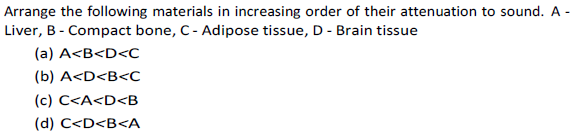 Arrange the following materials in increasing order of their attenuation to sound. A -
Liver, B - Compact bone, C - Adipose tissue, D - Brain tissue
(a) A<B<D<C
(b) A<D<B<C
(c) C<A<D<B
(d) C<D<B<A